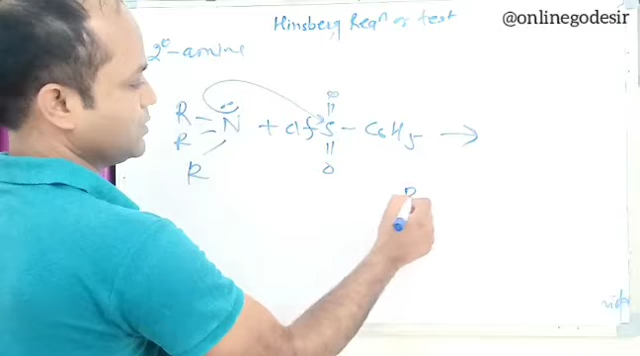 @onlinegodesir
Hinsberg Reaⁿ or test
2°-amine
O
R
R – N̈ + Cl – S – C₆H₅ →
R
O